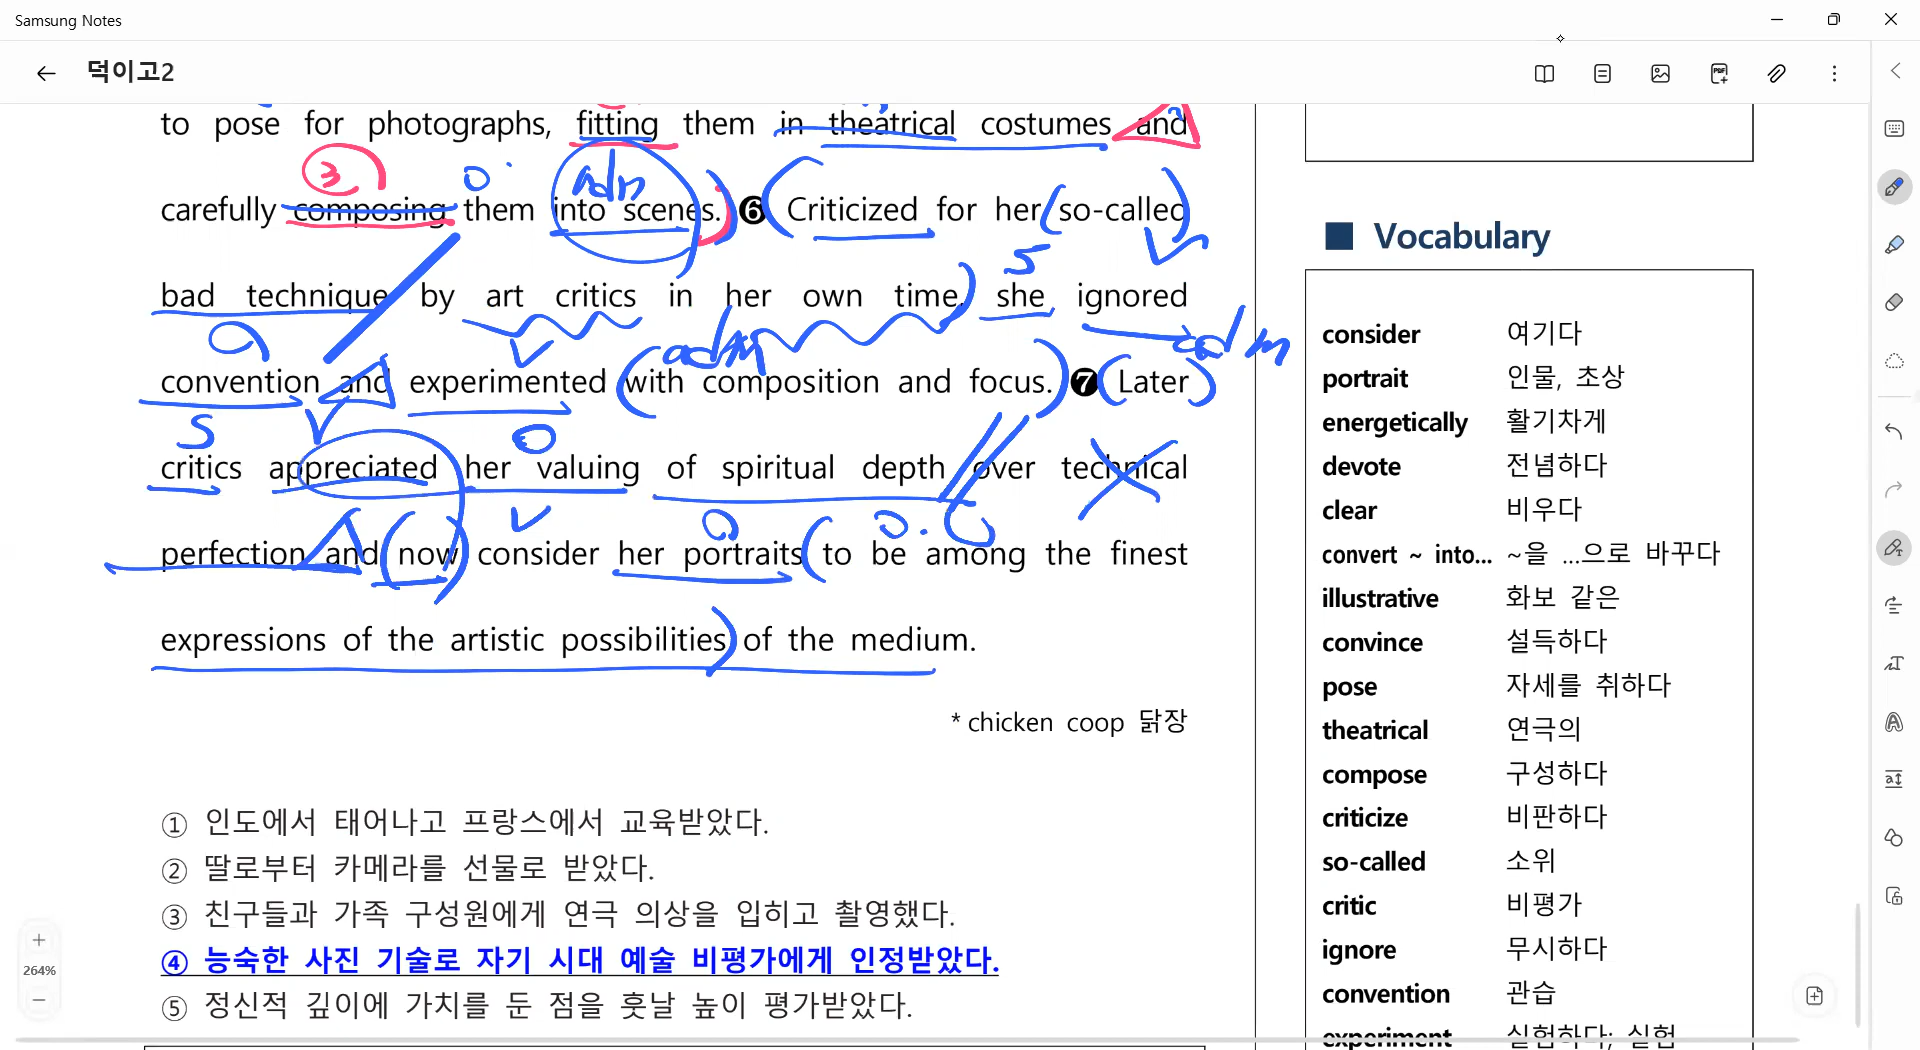 Samsung Notes
덕이고2
to pose for photographs, fitting them in theatrical costumes and
3
O
adm
carefully composing them into scenes. ❻ Criticized for her so-called
S
V
bad technique by art critics in her own time, she ignored
O
V
adm
adm
convention and experimented with composition and focus. ❼ Later
S
V
O
critics appreciated her valuing of spiritual depth over technical
V
O
O.C
perfection and now consider her portraits to be among the finest
expressions of the artistic possibilities of the medium.
* chicken coop 닭장
① 인도에서 태어나고 프랑스에서 교육받았다.
② 딸로부터 카메라를 선물로 받았다.
③ 친구들과 가족 구성원에게 연극 의상을 입히고 촬영했다.
④ 능숙한 사진 기술로 자기 시대 예술 비평가에게 인정받았다.
⑤ 정신적 깊이에 가치를 둔 점을 훗날 높이 평가받았다.
■ Vocabulary
consider 여기다
portrait 인물, 초상
energetically 활기차게
devote 전념하다
clear 비우다
convert ~ into... ~을 ...으로 바꾸다
illustrative 화보 같은
convince 설득하다
pose 자세를 취하다
theatrical 연극의
compose 구성하다
criticize 비판하다
so-called 소위
critic 비평가
ignore 무시하다
convention 관습
experiment 실험하다; 실험
264%